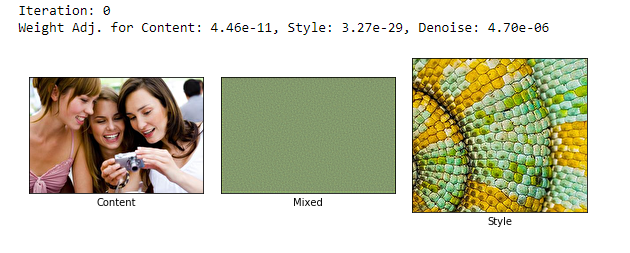 Iteration: 0
Weight Adj. for Content: 4.46e-11, Style: 3.27e-29, Denoise: 4.70e-06
Content
Mixed
Style